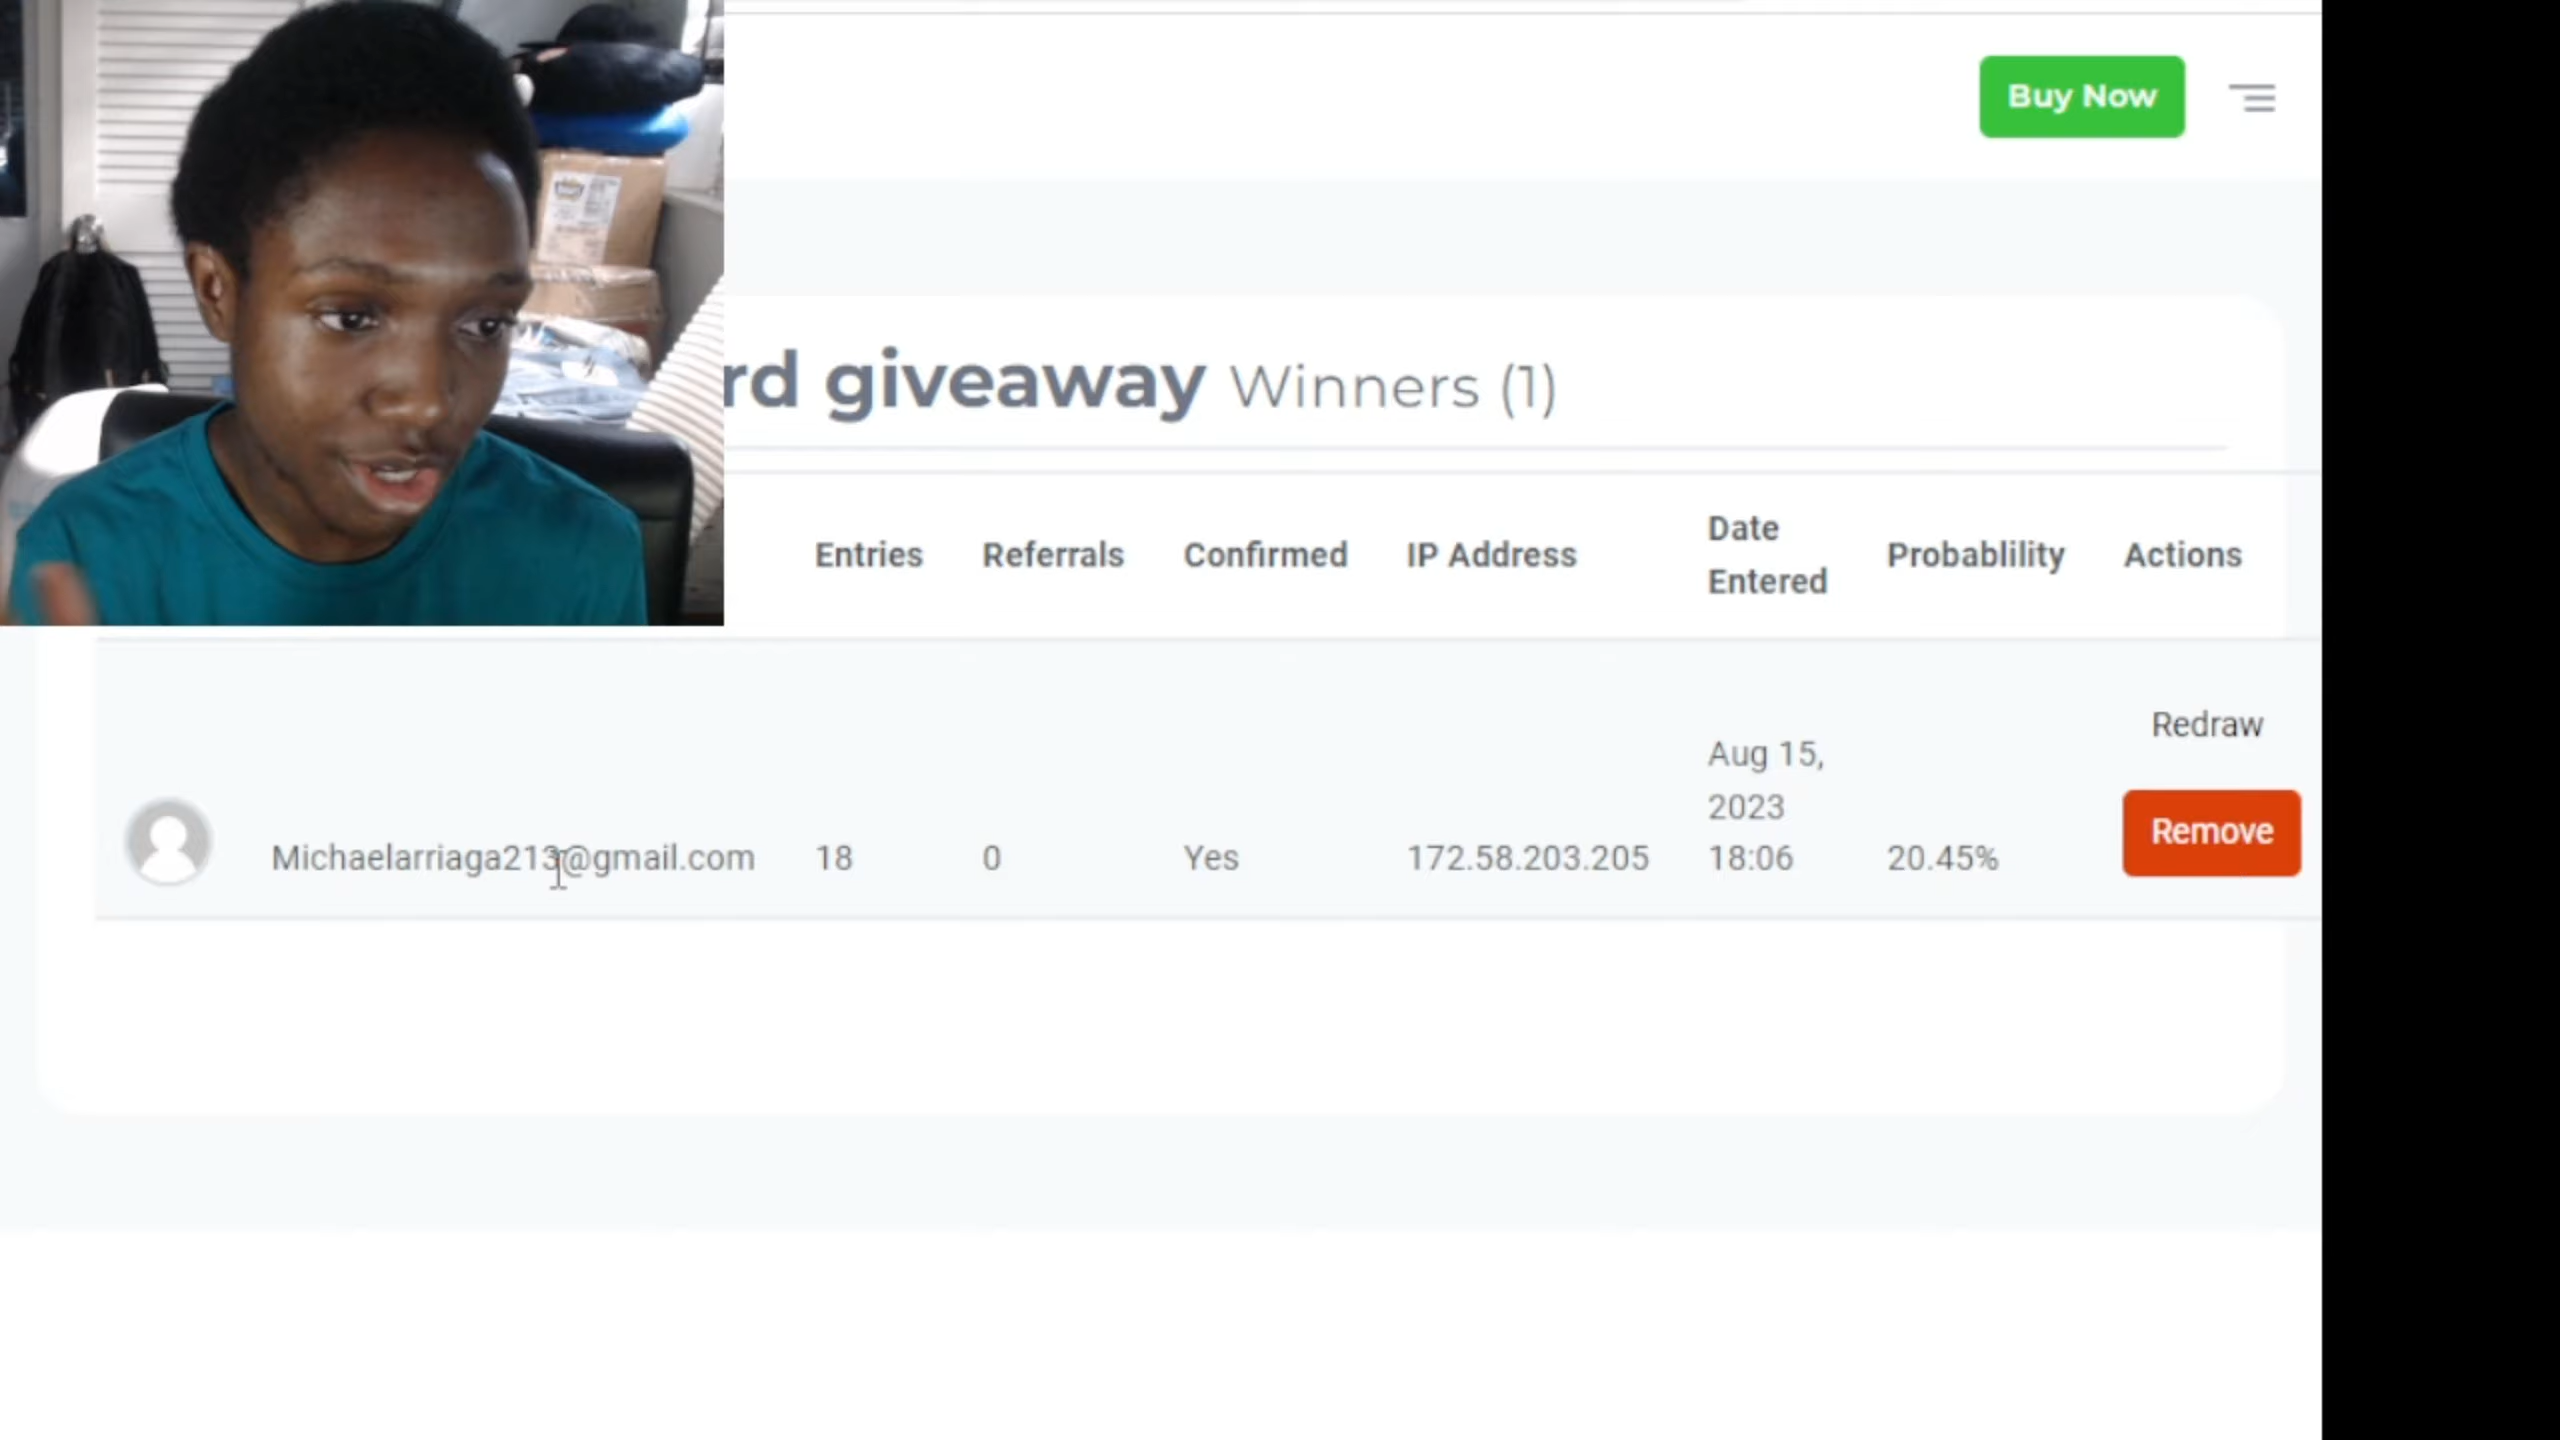 Buy Now
rd giveaway Winners (1)
Entries Referrals Confirmed IP Address Date Entered Probablility Actions
Redraw
Michaelarriaga213@gmail.com 18 0 Yes 172.58.203.205 Aug 15, 2023 18:06 20.45% Remove